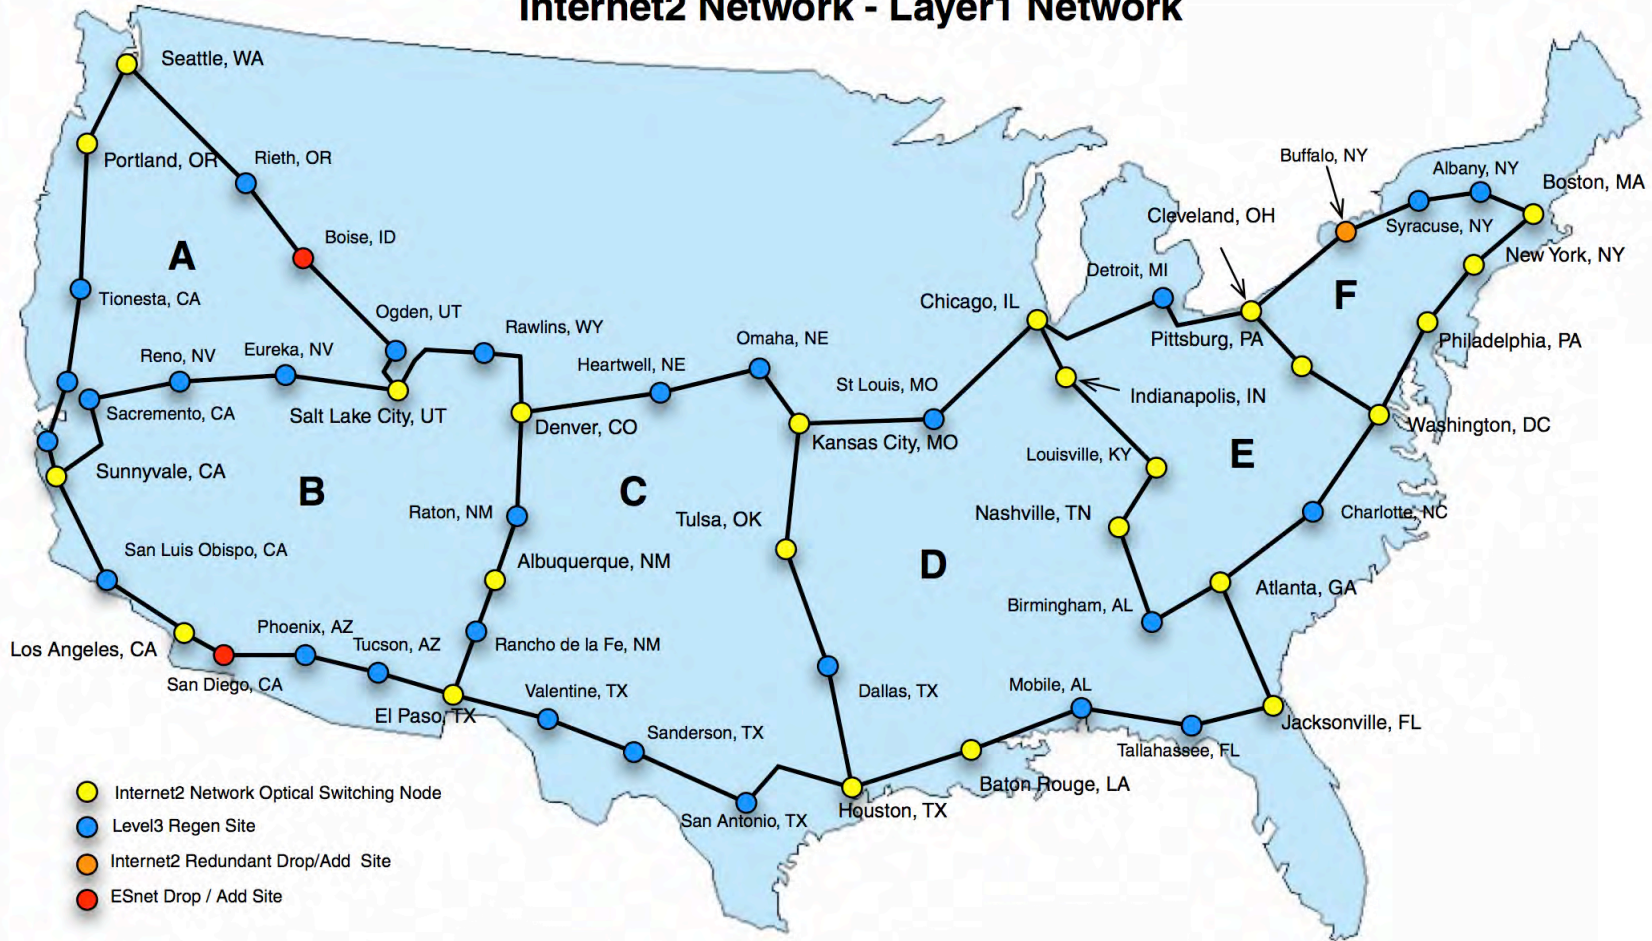 Internet2 Network - Layer1 Network
Seattle, WA
Portland, OR
Rieth, OR
Buffalo, NY
Albany, NY
Boston, MA
Cleveland, OH
Syracuse, NY
Boise, ID
A
New York, NY
Detroit, MI
F
Tionesta, CA
Ogden, UT
Chicago, IL
Rawlins, WY
Omaha, NE
Pittsburg, PA
Philadelphia, PA
Reno, NV
Eureka, NV
Heartwell, NE
St Louis, MO
Indianapolis, IN
Sacremento, CA
Salt Lake City, UT
Denver, CO
Kansas City, MO
Washington, DC
Louisville, KY
E
Sunnyvale, CA
B
C
Raton, NM
Tulsa, OK
Nashville, TN
Charlotte, NC
San Luis Obispo, CA
Albuquerque, NM
D
Atlanta, GA
Birmingham, AL
Phoenix, AZ
Tucson, AZ
Rancho de la Fe, NM
Los Angeles, CA
San Diego, CA
Valentine, TX
Dallas, TX
Mobile, AL
El Paso, TX
Sanderson, TX
Jacksonville, FL
Tallahassee, FL
Baton Rouge, LA
San Antonio, TX
Houston, TX
Internet2 Network Optical Switching Node
Level3 Regen Site
Internet2 Redundant Drop/Add Site
ESnet Drop / Add Site